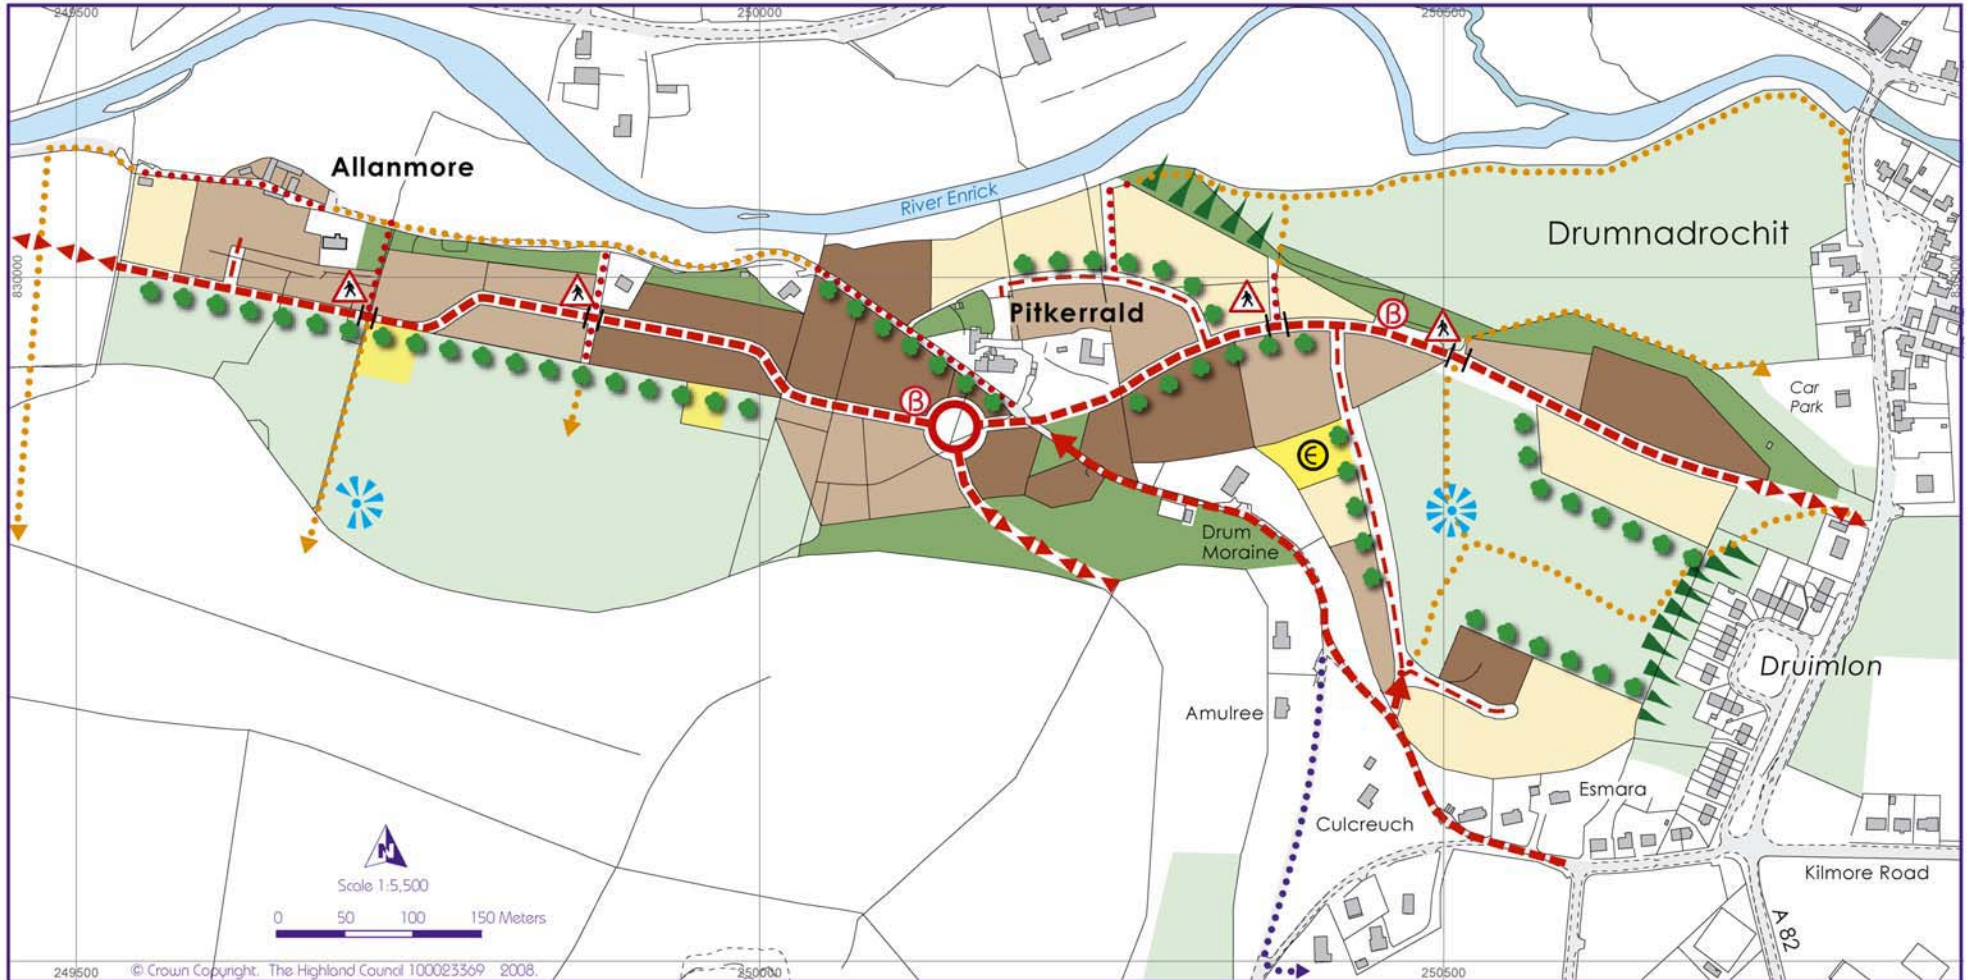 249500
250000
250500
Allanmore
River Enrick
Drumnadrochit
830000
830000
Pitkerrald
β
β
Car
Park
€
Drum
Moraine
Druimlon
Amulree
Esmara
Culcreuch
N
Scale 1:5,500
0 50 100 150 Meters
Kilmore Road
A 82
249500
© Crown Copyright. The Highland Council 100023369 2008.
250000
250500